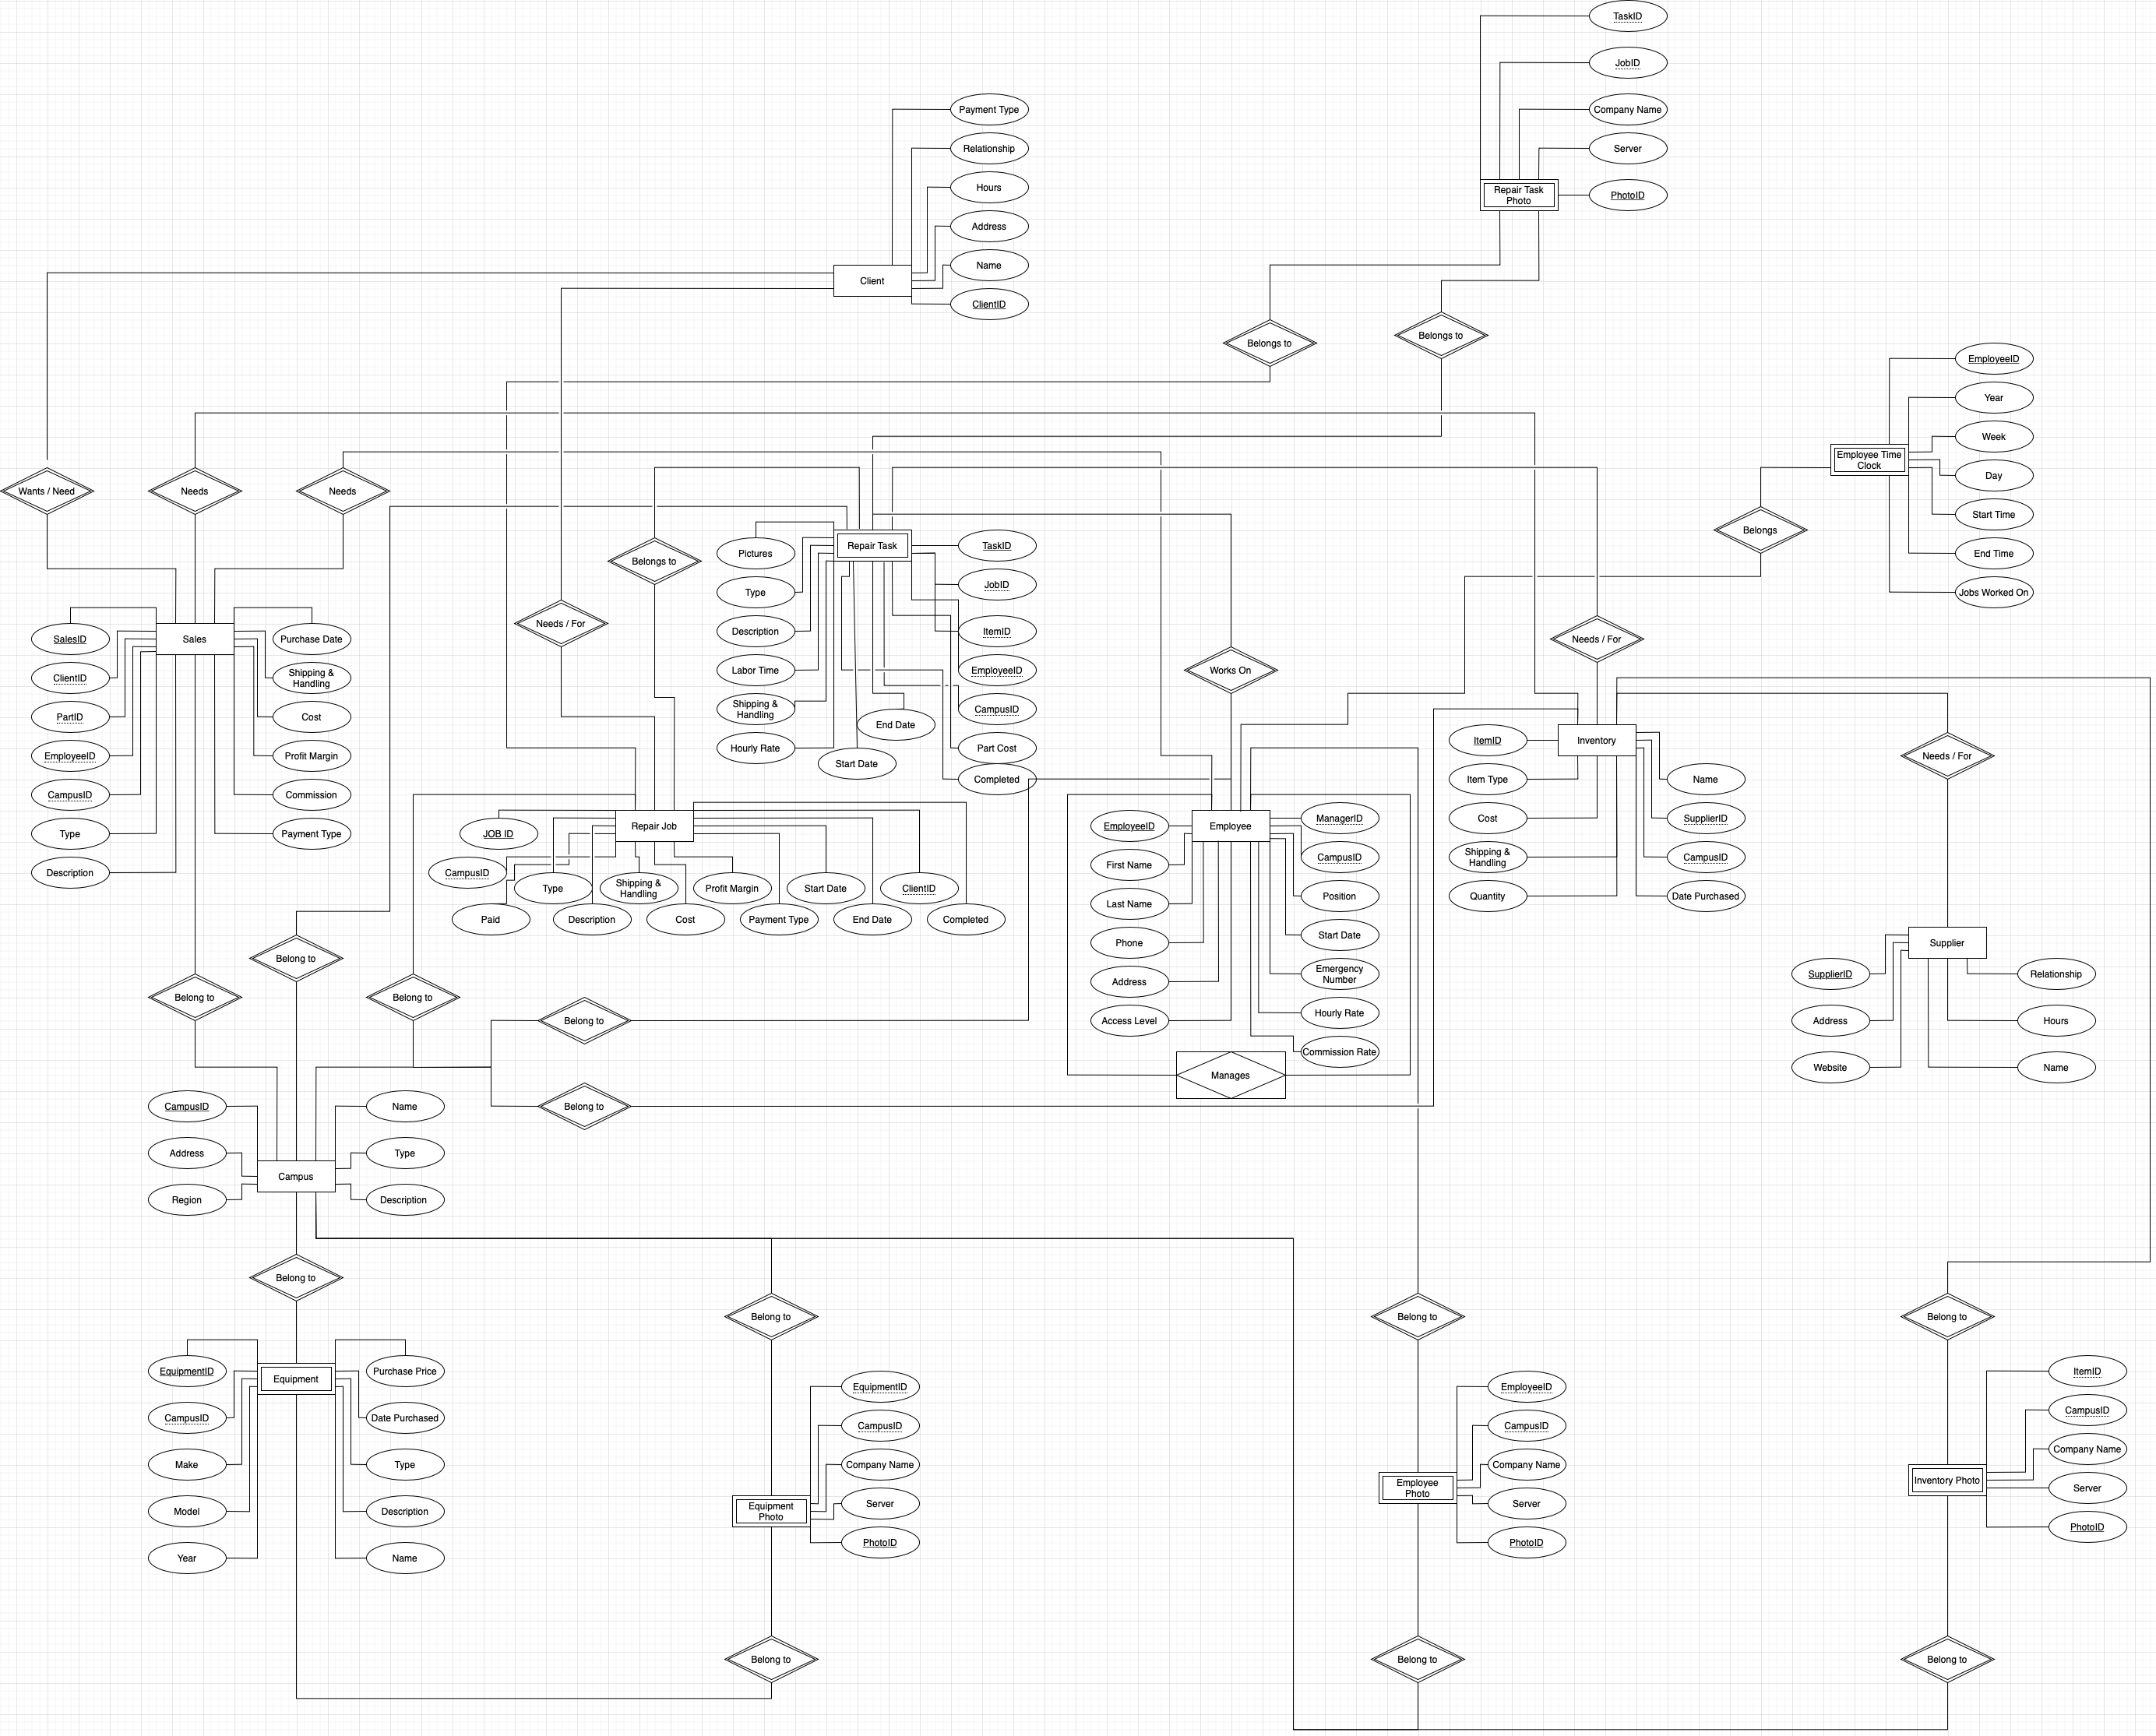 TaskID
JobID
Company Name
Server
Repair Task
Photo
PhotoID
Belongs to
Belongs to
Payment Type
Relationship
Hours
Address
Name
Client
ClientID
EmployeeID
Year
Week
Employee Time
Clock
Day
Start Time
End Time
Jobs Worked On
Belongs
Wants / Need
Needs
Needs
Sales
SalesID
ClientID
PartID
EmployeeID
CampusID
Type
Description
Purchase Date
Shipping &
Handling
Cost
Profit Margin
Commission
Payment Type
Needs / For
Belongs to
Repair Task
Pictures
Type
Description
Labor Time
Shipping &
Handling
Hourly Rate
Start Date
End Date
TaskID
JobID
ItemID
EmployeeID
CampusID
Part Cost
Completed
Works On
Needs / For
Repair Job
JOB ID
CampusID
Type
Shipping &
Handling
Profit Margin
Start Date
ClientID
Paid
Description
Cost
Payment Type
End Date
Completed
Employee
EmployeeID
First Name
Last Name
Phone
Address
Access Level
ManagerID
CampusID
Position
Start Date
Emergency
Number
Hourly Rate
Commission Rate
Manages
Inventory
ItemID
Item Type
Cost
Shipping &
Handling
Quantity
Name
SupplierID
CampusID
Date Purchased
Needs / For
Supplier
SupplierID
Address
Website
Relationship
Hours
Name
Belong to
Belong to
Belong to
Belong to
Belong to
Campus
CampusID
Address
Region
Name
Type
Description
Belong to
Belong to
Belong to
Belong to
Equipment
EquipmentID
CampusID
Make
Model
Year
Purchase Price
Date Purchased
Type
Description
Name
Equipment
Photo
EquipmentID
CampusID
Company Name
Server
PhotoID
Employee
Photo
EmployeeID
CampusID
Company Name
Server
PhotoID
Inventory Photo
ItemID
CampusID
Company Name
Server
PhotoID
Belong to
Belong to
Belong to